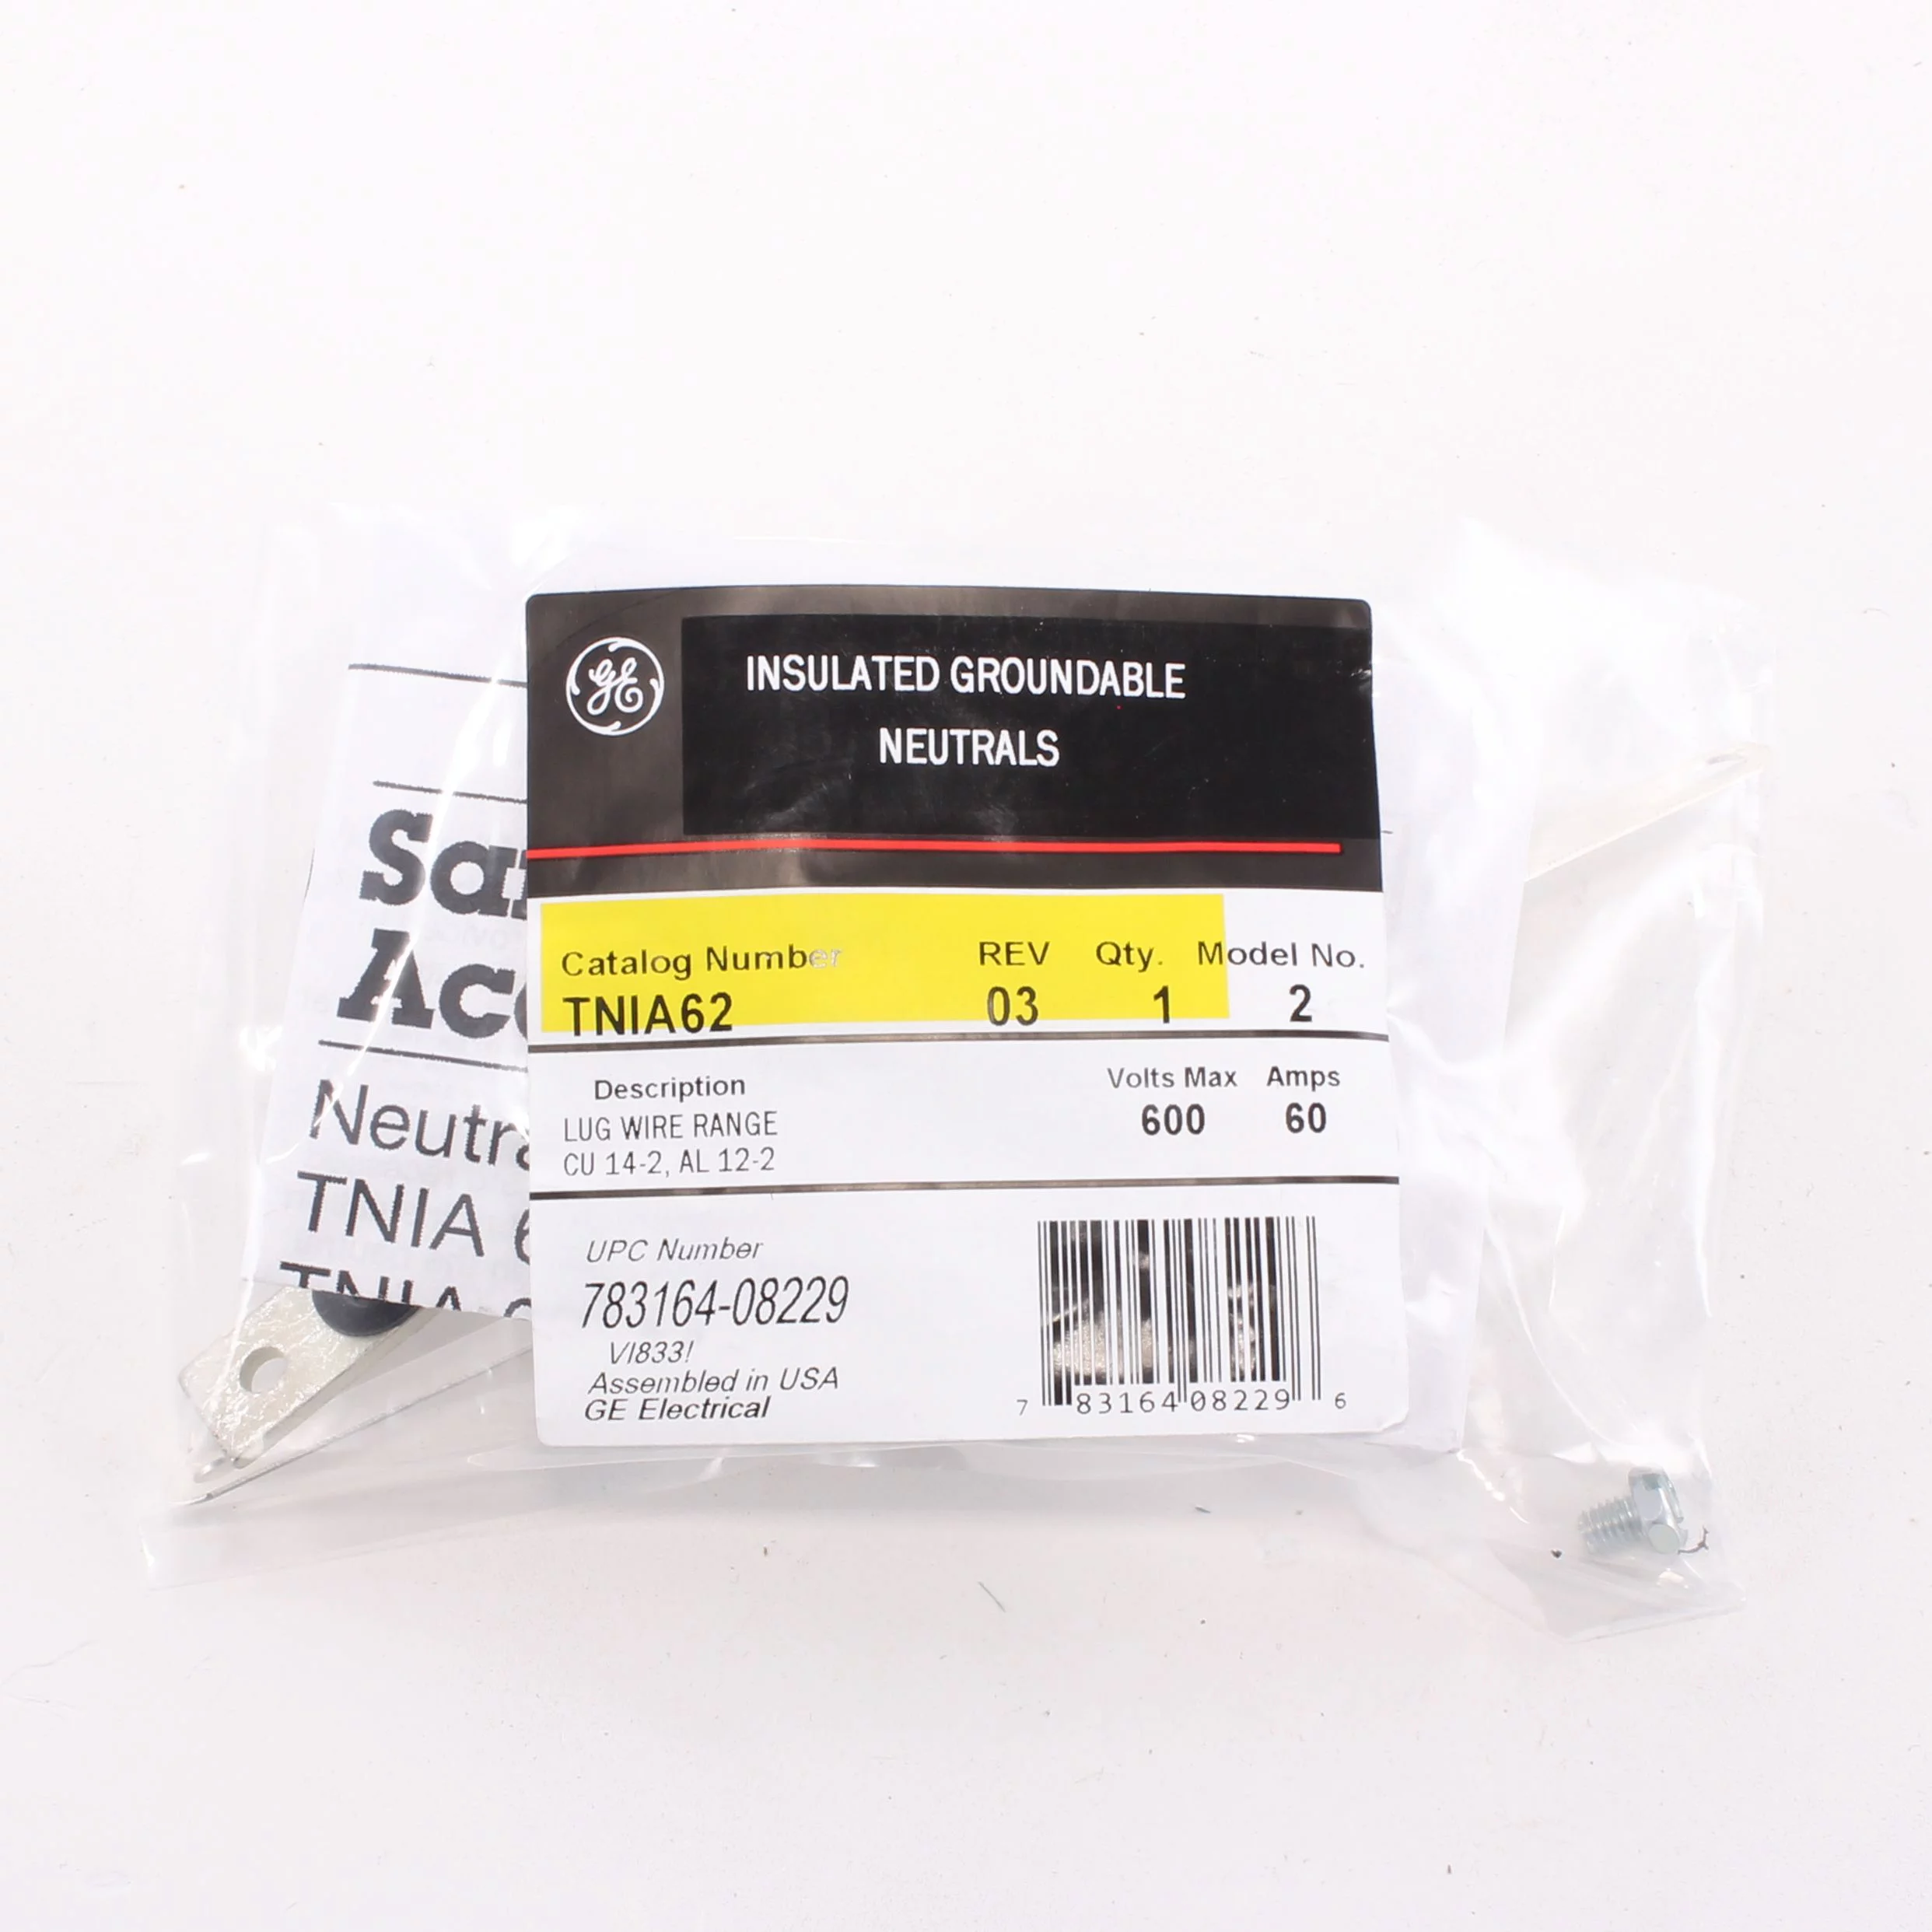 GE
INSULATED GROUNDABLE
NEUTRALS
Catalog Number REV Qty. Model No.
TNIA62 03 1 2
Description Volts Max Amps
LUG WIRE RANGE 600 60
CU 14-2, AL 12-2
UPC Number
783164-08229
VI833!
Assembled in USA
GE Electrical
7 83164 08229 6
TNIA
TNIA